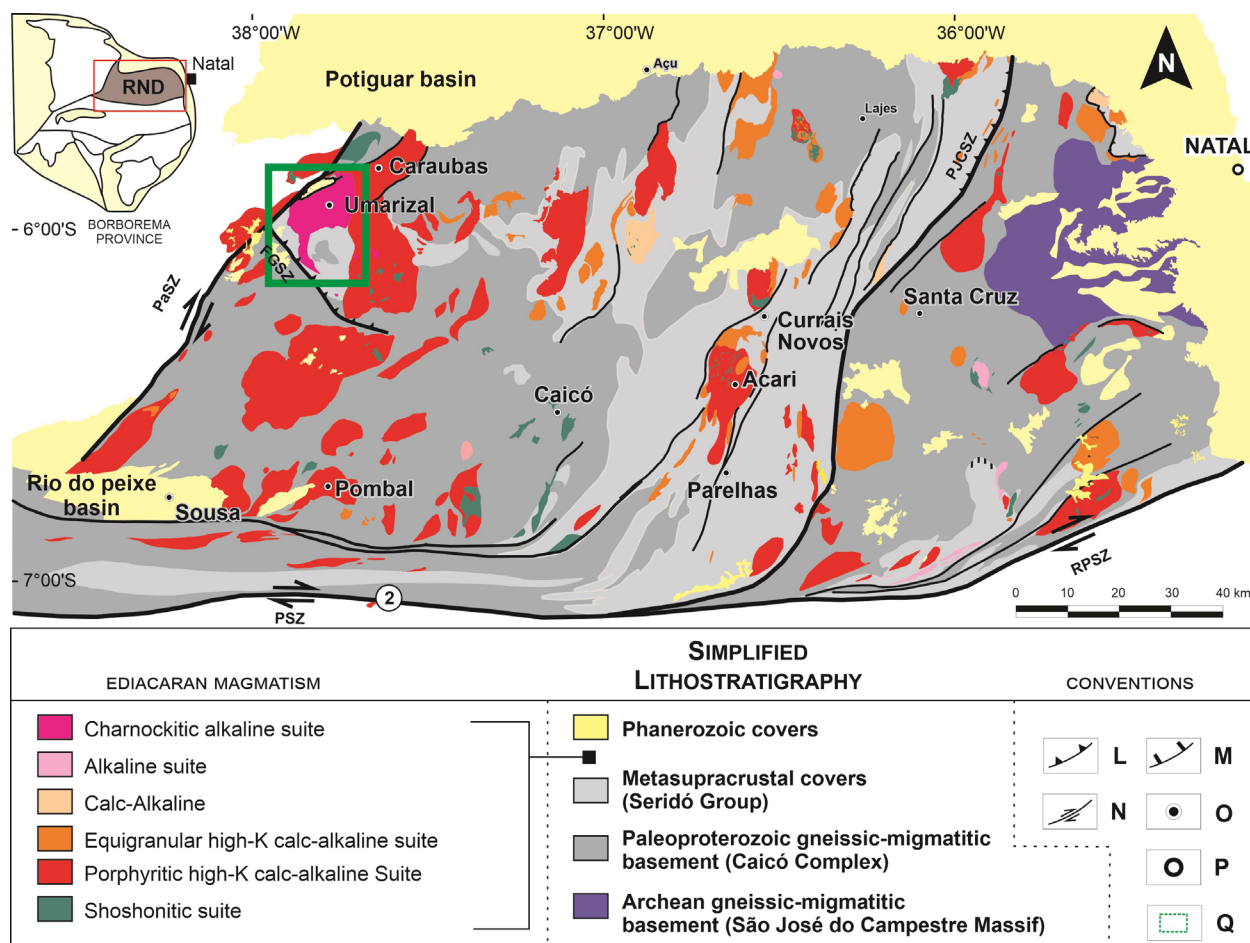 38°00'W
37°00'W
36°00'W
Natal
RND
BORBOREMA
PROVINCE
N
Potiguar basin
Açu
Lajes
PJCSZ
NATAL
Caraubas
Umarizal
6°00'S
FGSZ
PaSZ
Santa Cruz
Currais
Novos
Acari
Caicó
Parelhas
Rio do peixe
basin
Sousa
Pombal
7°00'S
PSZ
2
RPSZ
0 10 20 30 40 km
SIMPLIFIED
LITHOSTRATIGRAPHY
EDIACARAN MAGMATISM
CONVENTIONS
Charnockitic alkaline suite
Alkaline suite
Calc-Alkaline
Equigranular high-K calc-alkaline suite
Porphyritic high-K calc-alkaline Suite
Shoshonitic suite
Phanerozoic covers
Metasupracrustal covers
(Seridó Group)
Paleoproterozoic gneissic-migmatitic
basement (Caicó Complex)
Archean gneissic-migmatitic
basement (São José do Campestre Massif)
L
M
N
O
P
Q